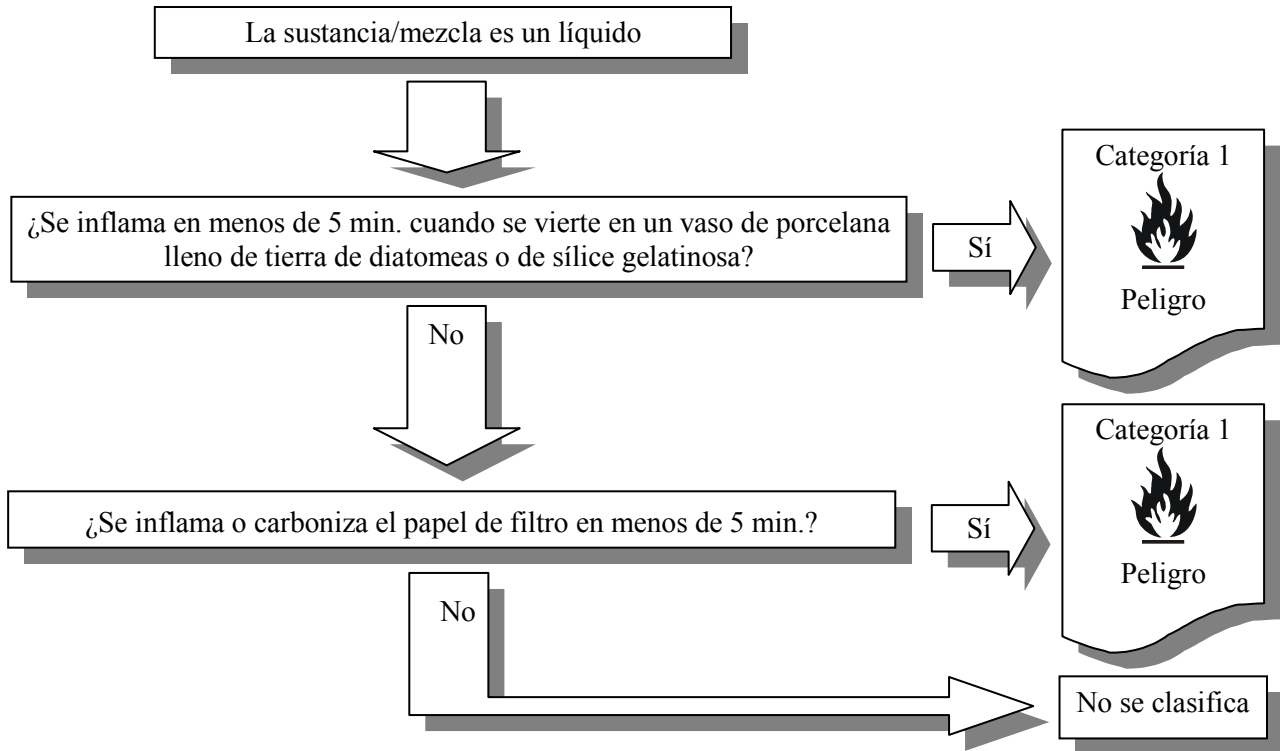 La sustancia/mezcla es un líquido
¿Se inflama en menos de 5 min. cuando se vierte en un vaso de porcelana
lleno de tierra de diatomeas o de sílice gelatinosa?
Sí
Categoría 1
Peligro
No
¿Se inflama o carboniza el papel de filtro en menos de 5 min.?
Sí
Categoría 1
Peligro
No
No se clasifica